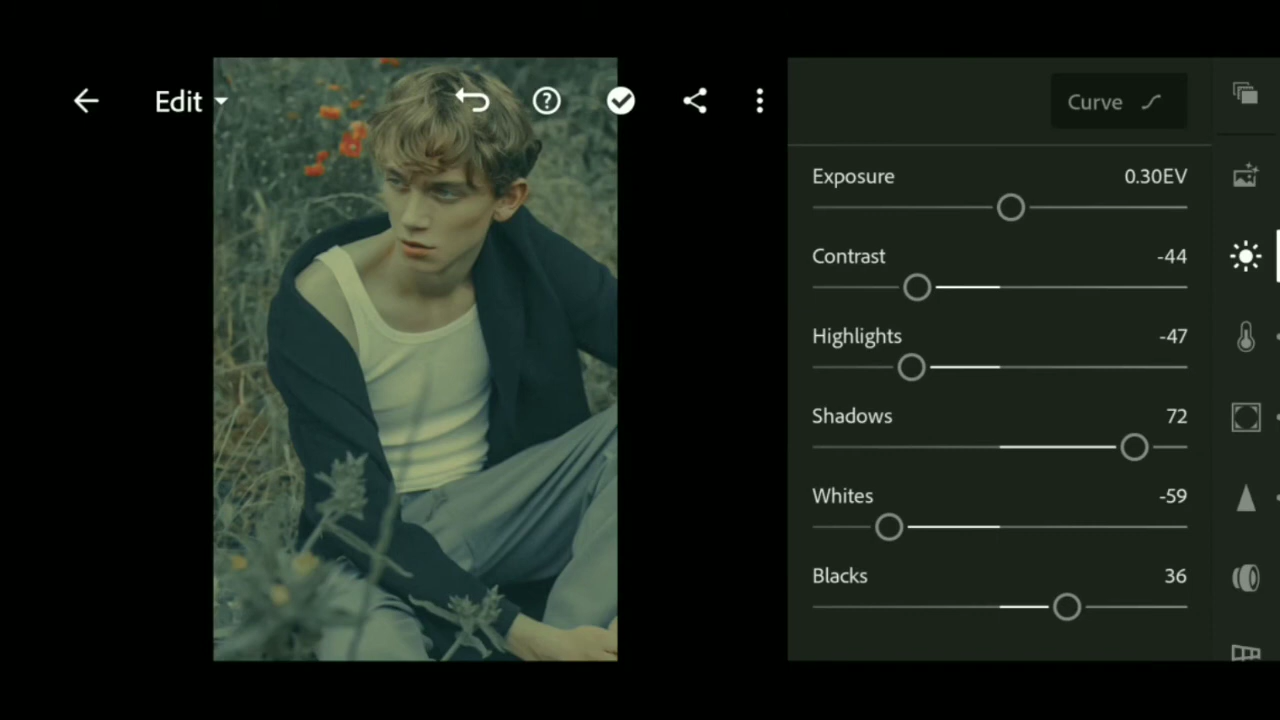 Edit
Curve
Exposure 0.30EV
Contrast -44
Highlights -47
Shadows 72
Whites -59
Blacks 36